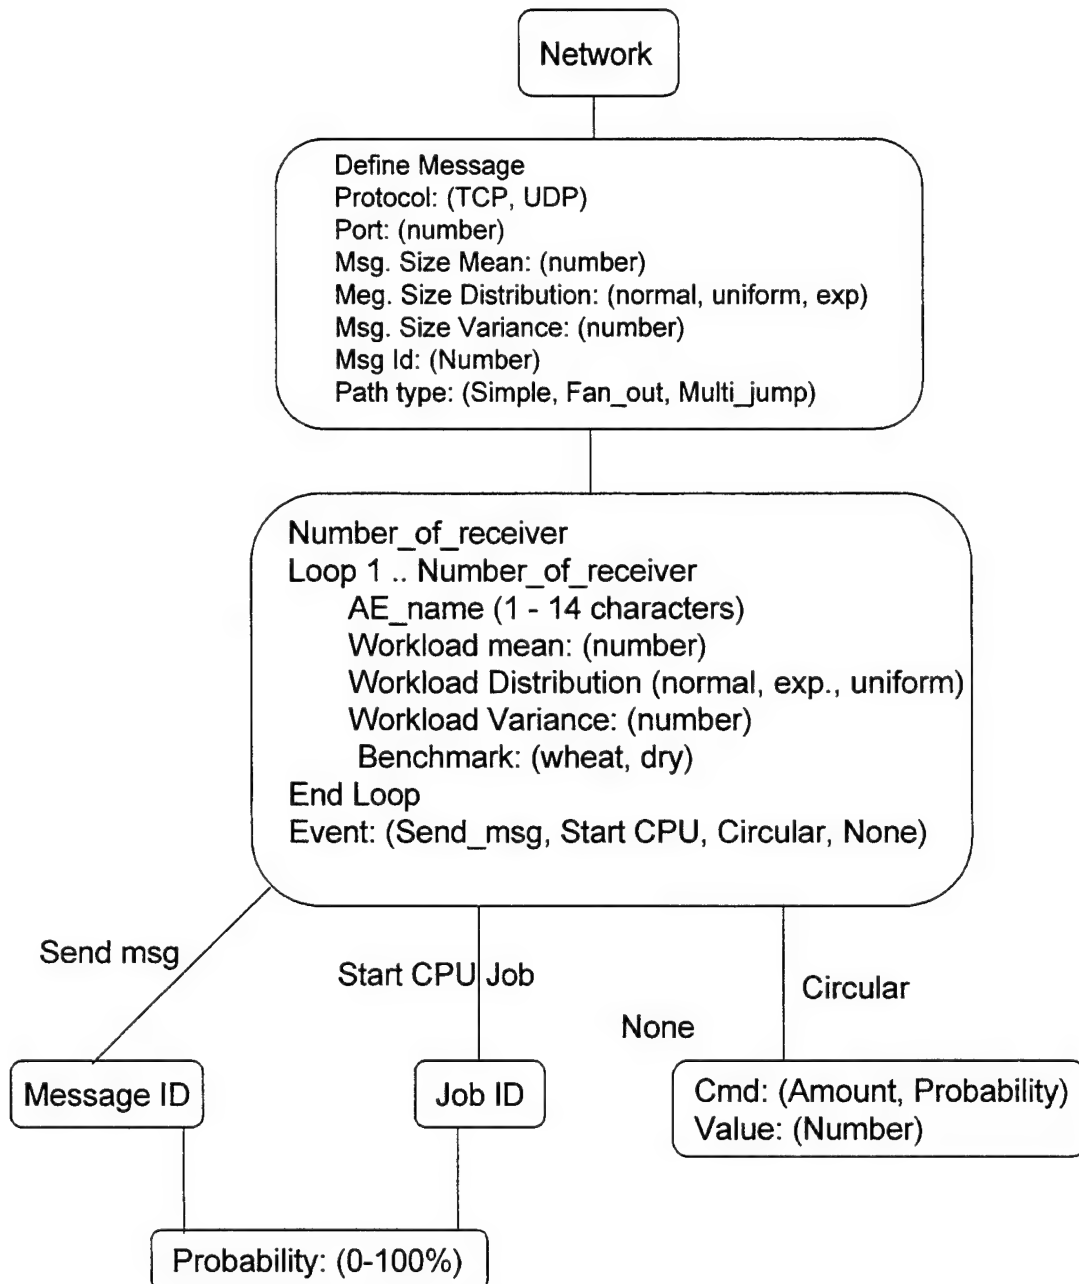 Network
Define Message
Protocol: (TCP, UDP)
Port: (number)
Msg. Size Mean: (number)
Meg. Size Distribution: (normal, uniform, exp)
Msg. Size Variance: (number)
Msg Id: (Number)
Path type: (Simple, Fan_out, Multi_jump)
Number_of_receiver
Loop 1 .. Number_of_receiver
AE_name (1 - 14 characters)
Workload mean: (number)
Workload Distribution (normal, exp., uniform)
Workload Variance: (number)
Benchmark: (wheat, dry)
End Loop
Event: (Send_msg, Start CPU, Circular, None)
Send msg
Start CPU Job
Circular
None
Message ID
Job ID
Cmd: (Amount, Probability)
Value: (Number)
Probability: (0-100%)